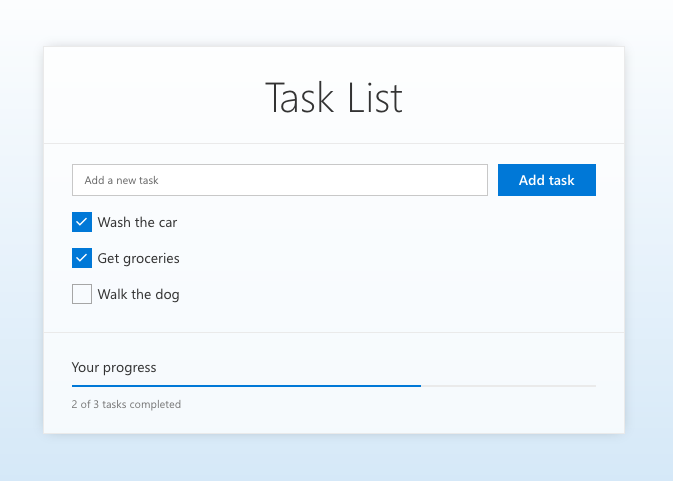 Task List
Add a new task
Add task
Wash the car
Get groceries
Walk the dog
Your progress
2 of 3 tasks completed